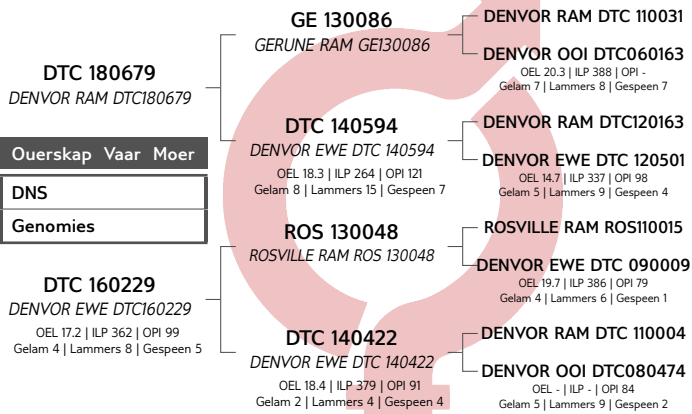 DTC 180679
DENVOR RAM DTC180679
Ouerskap Vaar Moer
DNS
Genomies
DTC 160229
DENVOR EWE DTC160229
OEL 17.2 | ILP 362 | OPI 99
Gelam 4 | Lammers 8 | Gespeen 5
GE 130086
GERUNE RAM GE130086
DTC 140594
DENVOR EWE DTC 140594
OEL 18.3 | ILP 264 | OPI 121
Gelam 8 | Lammers 15 | Gespeen 7
ROS 130048
ROSVILLE RAM ROS 130048
DTC 140422
DENVOR EWE DTC 140422
OEL 18.4 | ILP 379 | OPI 91
Gelam 2 | Lammers 4 | Gespeen 4
DENVOR RAM DTC 110031
DENVOR OOI DTC060163
OEL 20.3 | ILP 388 | OPI -
Gelam 7 | Lammers 8 | Gespeen 7
DENVOR RAM DTC120163
DENVOR EWE DTC 120501
OEL 14.7 | ILP 337 | OPI 98
Gelam 5 | Lammers 9 | Gespeen 4
ROSVILLE RAM ROS110015
DENVOR EWE DTC 090009
OEL 19.7 | ILP 386 | OPI 79
Gelam 4 | Lammers 6 | Gespeen 1
DENVOR RAM DTC 110004
DENVOR OOI DTC080474
OEL - | ILP - | OPI 84
Gelam 5 | Lammers 9 | Gespeen 2